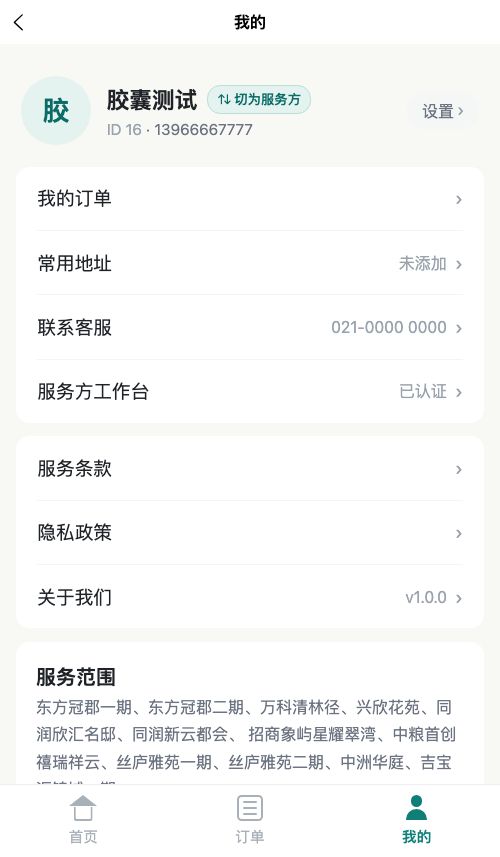 我的
胶
胶囊测试
切为服务方
ID 16 · 13966667777
设置 ›
我的订单 ›
常用地址 未添加 ›
联系客服 021-0000 0000 ›
服务方工作台 已认证 ›
服务条款 ›
隐私政策 ›
关于我们 v1.0.0 ›
服务范围
东方冠郡一期、东方冠郡二期、万科清林径、兴欣花苑、同
润欣汇名邸、同润新云都会、 招商象屿星耀翠湾、中粮首创
禧瑞祥云、丝庐雅苑一期、丝庐雅苑二期、中洲华庭、吉宝
首页
订单
我的